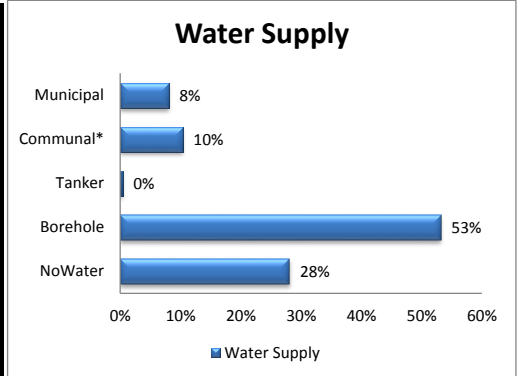 Water Supply
Municipal 8%
Communal* 10%
Tanker 0%
Borehole 53%
NoWater 28%
0% 10% 20% 30% 40% 50% 60%
Water Supply